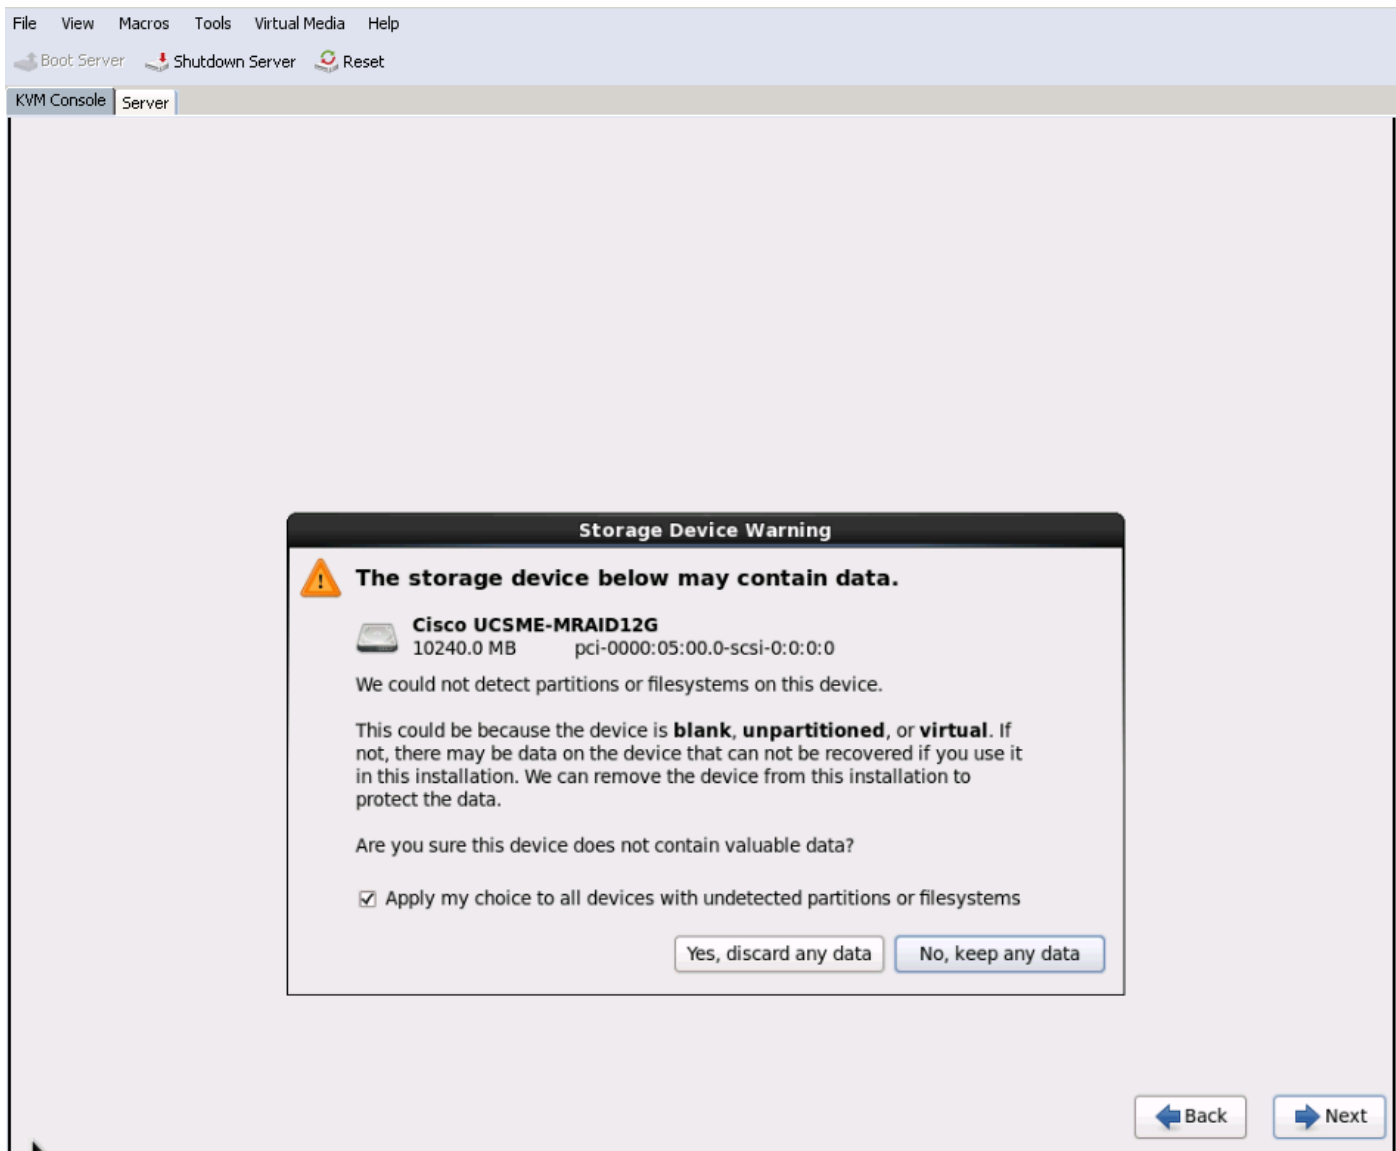 File View Macros Tools Virtual Media Help
Boot Server Shutdown Server Reset
KVM Console Server
Storage Device Warning
The storage device below may contain data.
Cisco UCSME-MRAID12G
10240.0 MB pci-0000:05:00.0-scsi-0:0:0:0
We could not detect partitions or filesystems on this device.
This could be because the device is blank, unpartitioned, or virtual. If
not, there may be data on the device that can not be recovered if you use it
in this installation. We can remove the device from this installation to
protect the data.
Are you sure this device does not contain valuable data?
Apply my choice to all devices with undetected partitions or filesystems
Yes, discard any data No, keep any data
Back Next